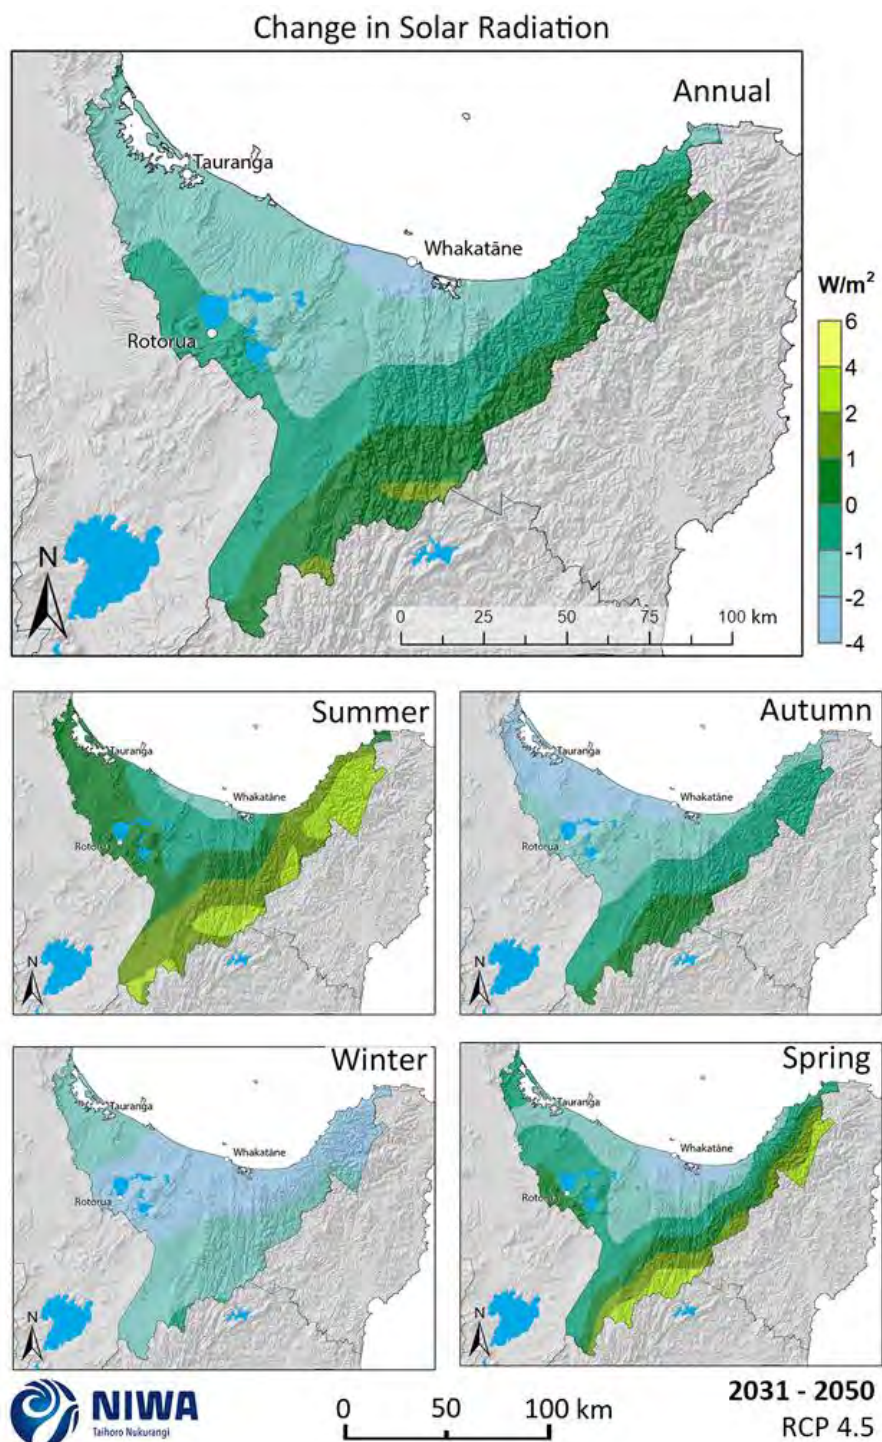 Change in Solar Radiation
Annual
Tauranga
Whakatāne
Rotorua
W/m²
6
4
2
1
0
-1
-2
-4
N
0 25 50 75 100 km
Summer
Tauranga
Whakatāne
Rotorua
N
Autumn
Tauranga
Whakatāne
Rotorua
N
Winter
Tauranga
Whakatāne
Rotorua
N
Spring
Tauranga
Whakatāne
Rotorua
N
NIWA
Taihoro Nukurangi
0 50 100 km
2031 - 2050
RCP 4.5